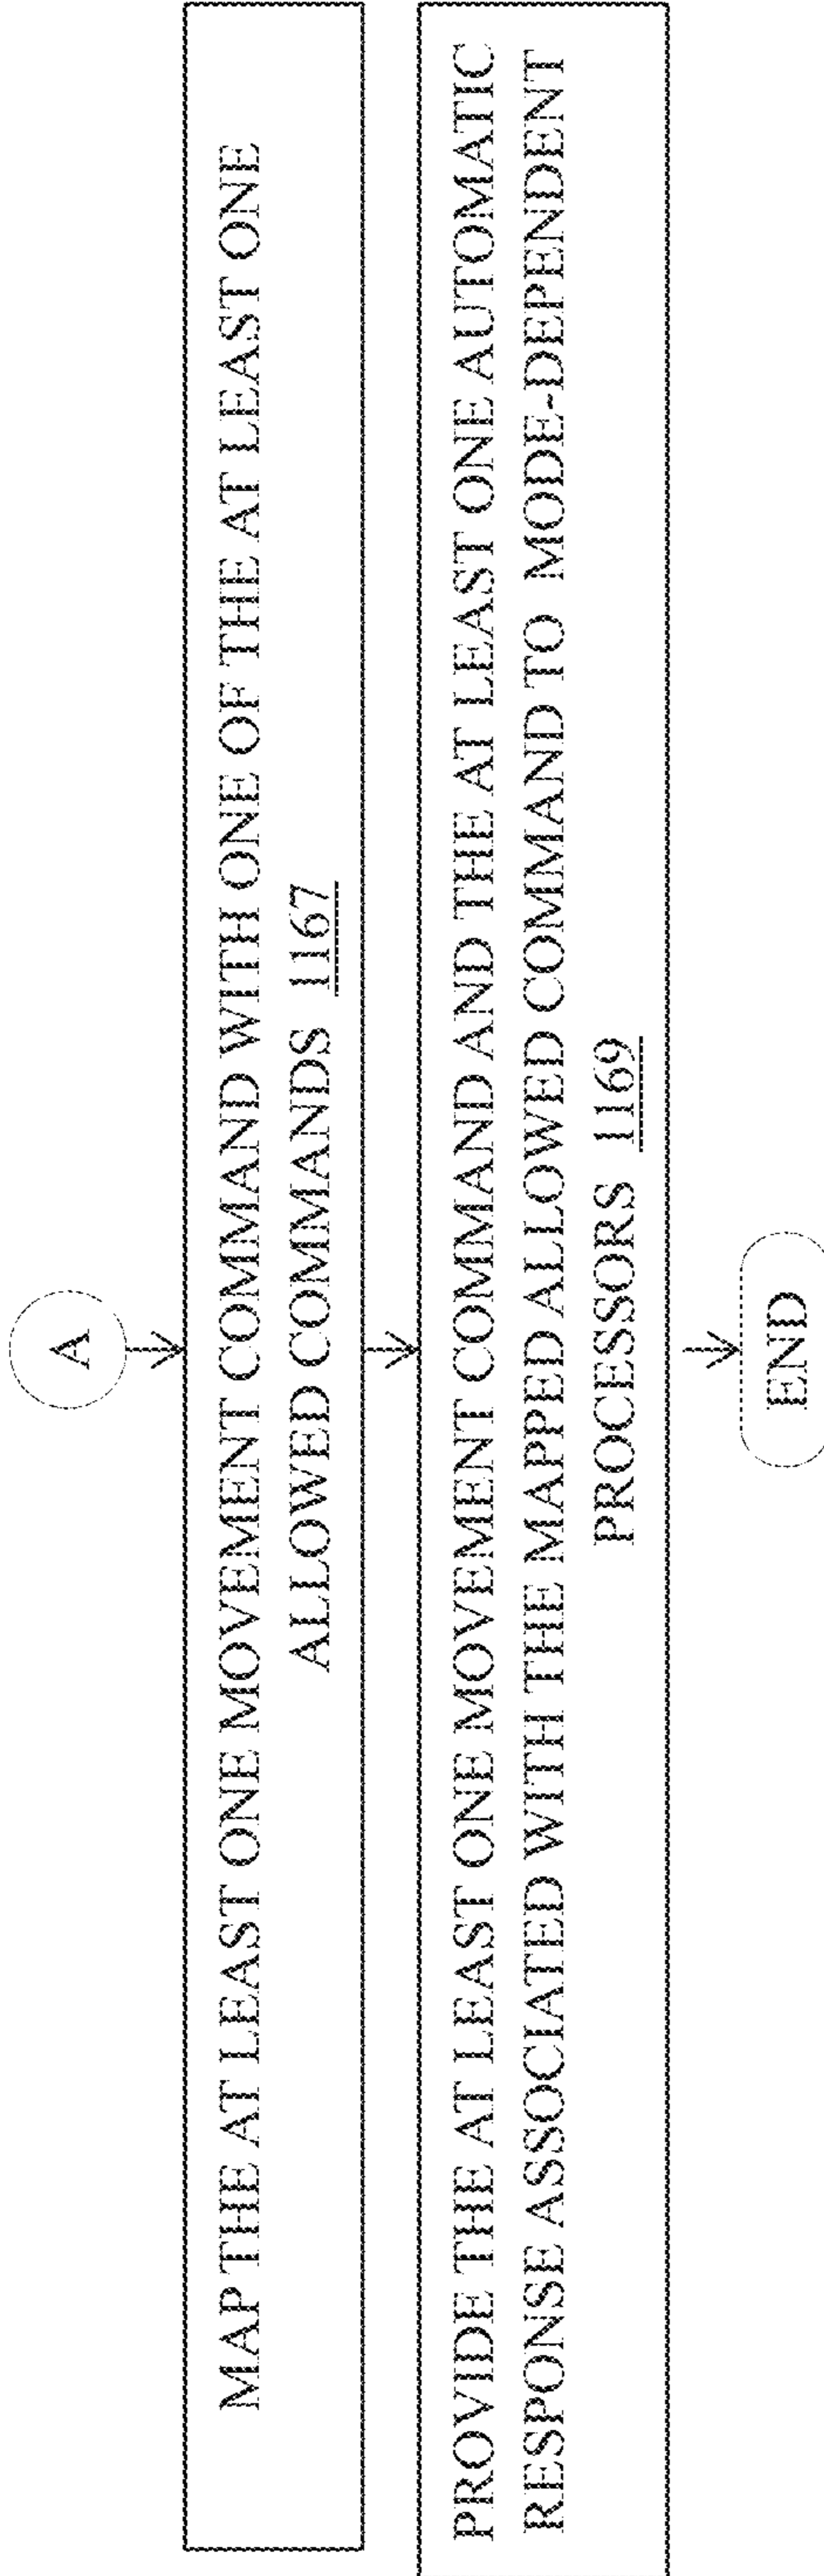 A
MAP THE AT LEAST ONE MOVEMENT COMMAND WITH ONE OF THE AT LEAST ONE
ALLOWED COMMANDS 1167
PROVIDE THE AT LEAST ONE MOVEMENT COMMAND AND THE AT LEAST ONE AUTOMATIC
RESPONSE ASSOCIATED WITH THE MAPPED ALLOWED COMMAND TO MODE-DEPENDENT
PROCESSORS 1169
END